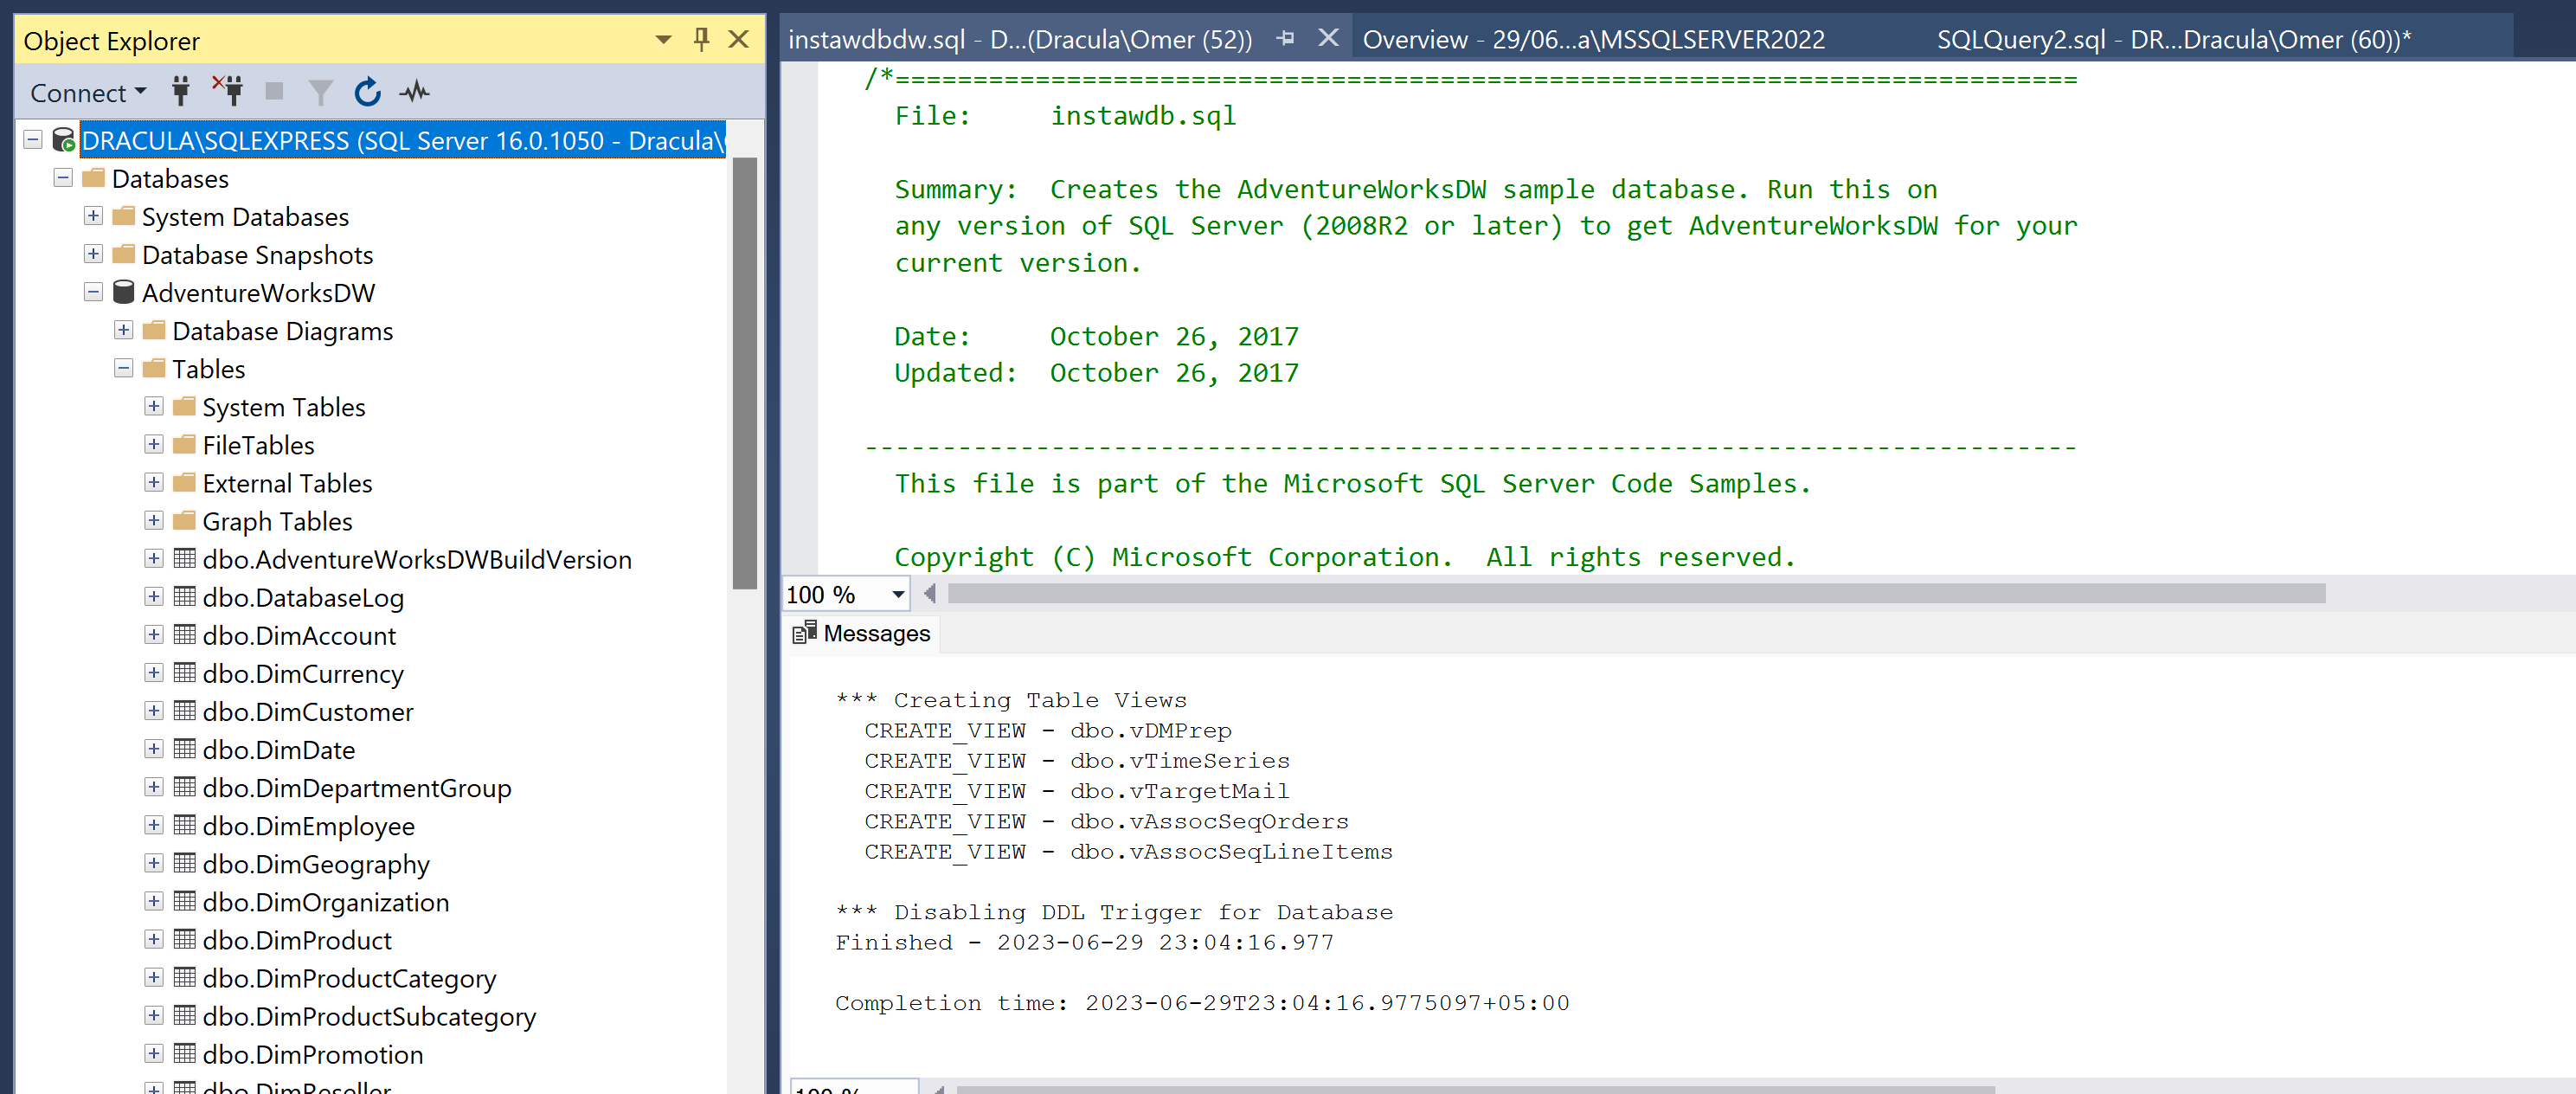 Object Explorer
Connect
DRACULA\SQLEXPRESS (SQL Server 16.0.1050 - Dracula\
Databases
System Databases
Database Snapshots
AdventureWorksDW
Database Diagrams
Tables
System Tables
FileTables
External Tables
Graph Tables
dbo.AdventureWorksDWBuildVersion
dbo.DatabaseLog
dbo.DimAccount
dbo.DimCurrency
dbo.DimCustomer
dbo.DimDate
dbo.DimDepartmentGroup
dbo.DimEmployee
dbo.DimGeography
dbo.DimOrganization
dbo.DimProduct
dbo.DimProductCategory
dbo.DimProductSubcategory
dbo.DimPromotion
dbo.DimReseller
instawdbdw.sql - D...(Dracula\Omer (52))
Overview - 29/06...a\MSSQLSERVER2022
SQLQuery2.sql - DR...Dracula\Omer (60))*
/*============================================================================
File:     instawdb.sql
Summary:  Creates the AdventureWorksDW sample database. Run this on
any version of SQL Server (2008R2 or later) to get AdventureWorksDW for your
current version.
Date:     October 26, 2017
Updated:  October 26, 2017
------------------------------------------------------------------------------
This file is part of the Microsoft SQL Server Code Samples.
Copyright (C) Microsoft Corporation.  All rights reserved.
100 %
Messages
*** Creating Table Views
CREATE_VIEW - dbo.vDMPrep
CREATE_VIEW - dbo.vTimeSeries
CREATE_VIEW - dbo.vTargetMail
CREATE_VIEW - dbo.vAssocSeqOrders
CREATE_VIEW - dbo.vAssocSeqLineItems
*** Disabling DDL Trigger for Database
Finished - 2023-06-29 23:04:16.977
Completion time: 2023-06-29T23:04:16.9775097+05:00
100 %